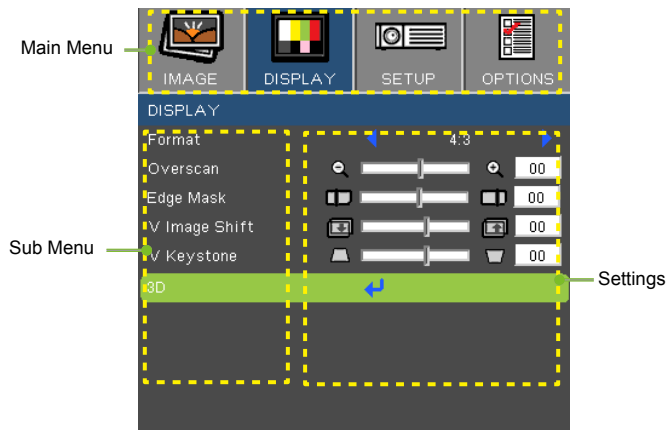 Main Menu
IMAGE DISPLAY SETUP OPTIONS
DISPLAY
Format 4:3
Overscan 00
Edge Mask 00
V Image Shift 00
V Keystone 00
Sub Menu
3D
Settings